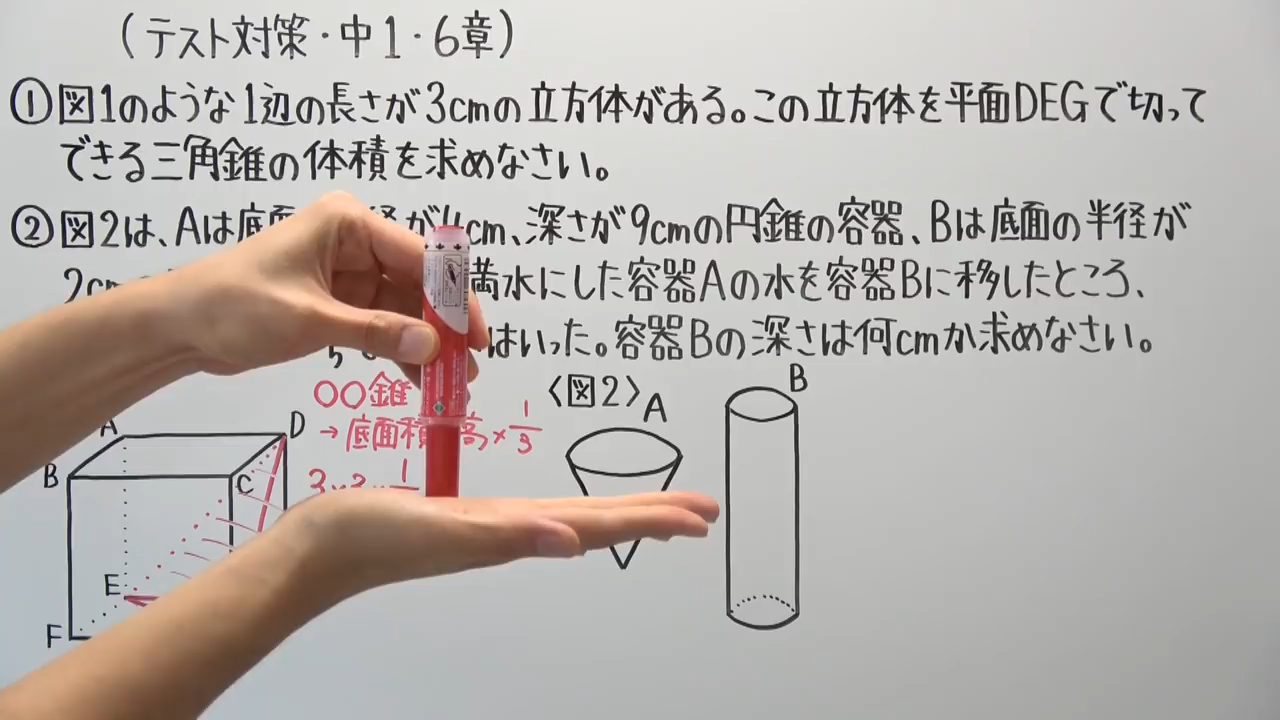 （テスト対策・中1・6章）
①図1のような1辺の長さが3cmの立方体がある。この立方体を平面DEGで切って
できる三角錐の体積を求めなさい。
②図2は、Aは底面 径が4cm、深さが9cmの円錐の容器、Bは底面の半径が
2cm 満水にした容器Aの水を容器Bに移したところ、
はいった。容器Bの深さは何cmか求めなさい。
〇〇錐
→底面積 高×1/3
3×3×1
A
D
B
C
E
F
〈図2〉
A
B